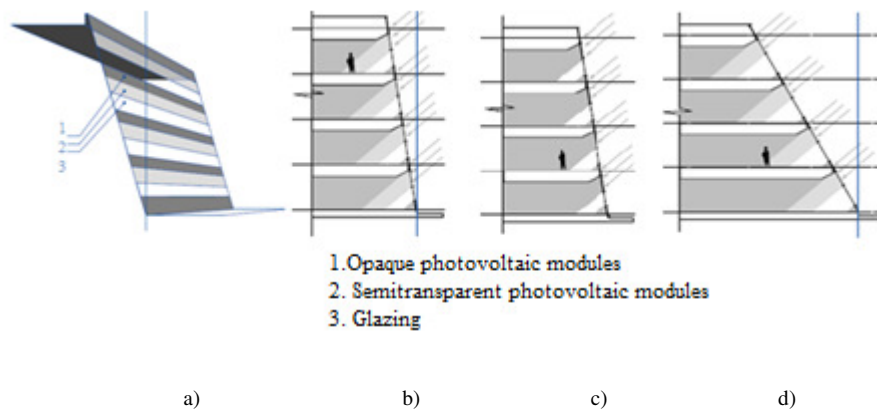 1
2
3
1.Opaque photovoltaic modules
2. Semitransparent photovoltaic modules
3. Glazing
a) b) c) d)